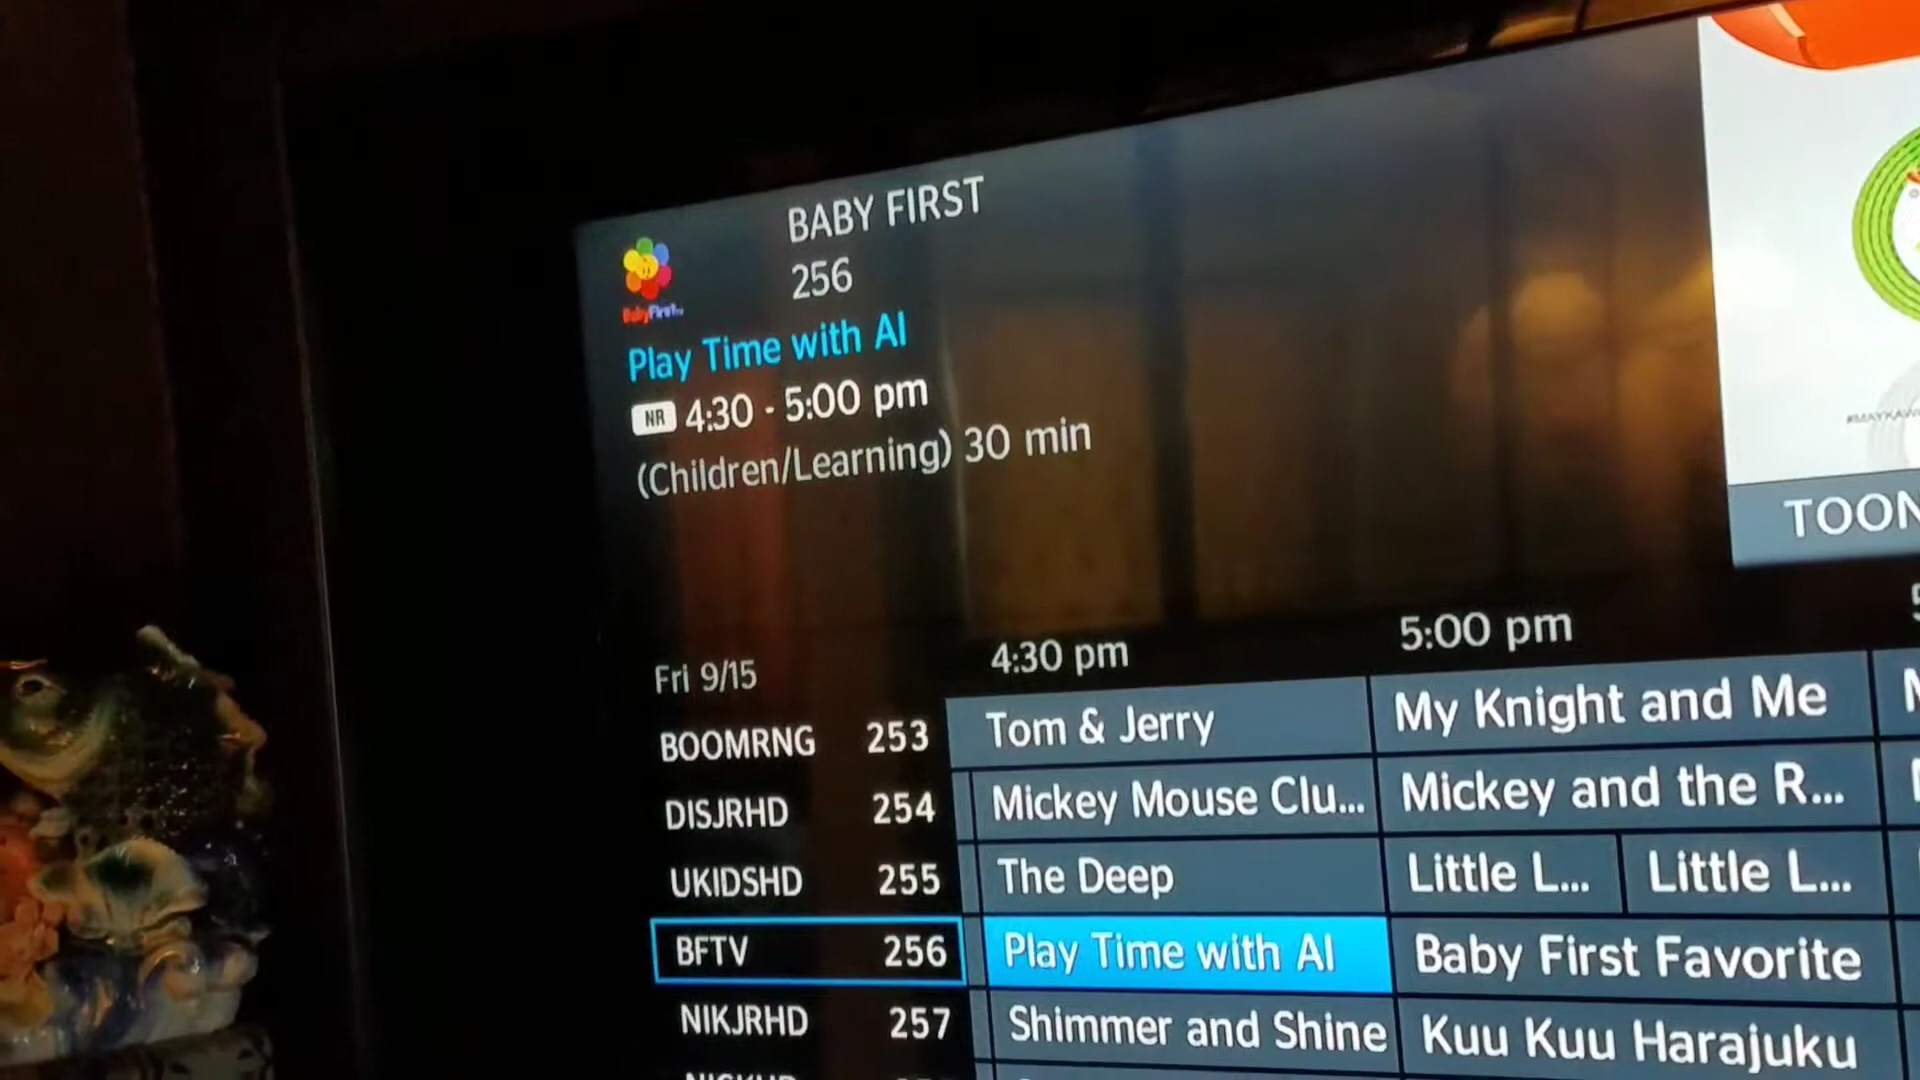 BABY FIRST
256
BabyFirst
Play Time with Al
NR 4:30 - 5:00 pm
(Children/Learning) 30 min
TOON
Fri 9/15
4:30 pm
5:00 pm
BOOMRNG 253 Tom & Jerry My Knight and Me
DISJRHD 254 Mickey Mouse Clu... Mickey and the R...
UKIDSHD 255 The Deep Little L... Little L...
BFTV 256 Play Time with Al Baby First Favorite
NIKJRHD 257 Shimmer and Shine Kuu Kuu Harajuku